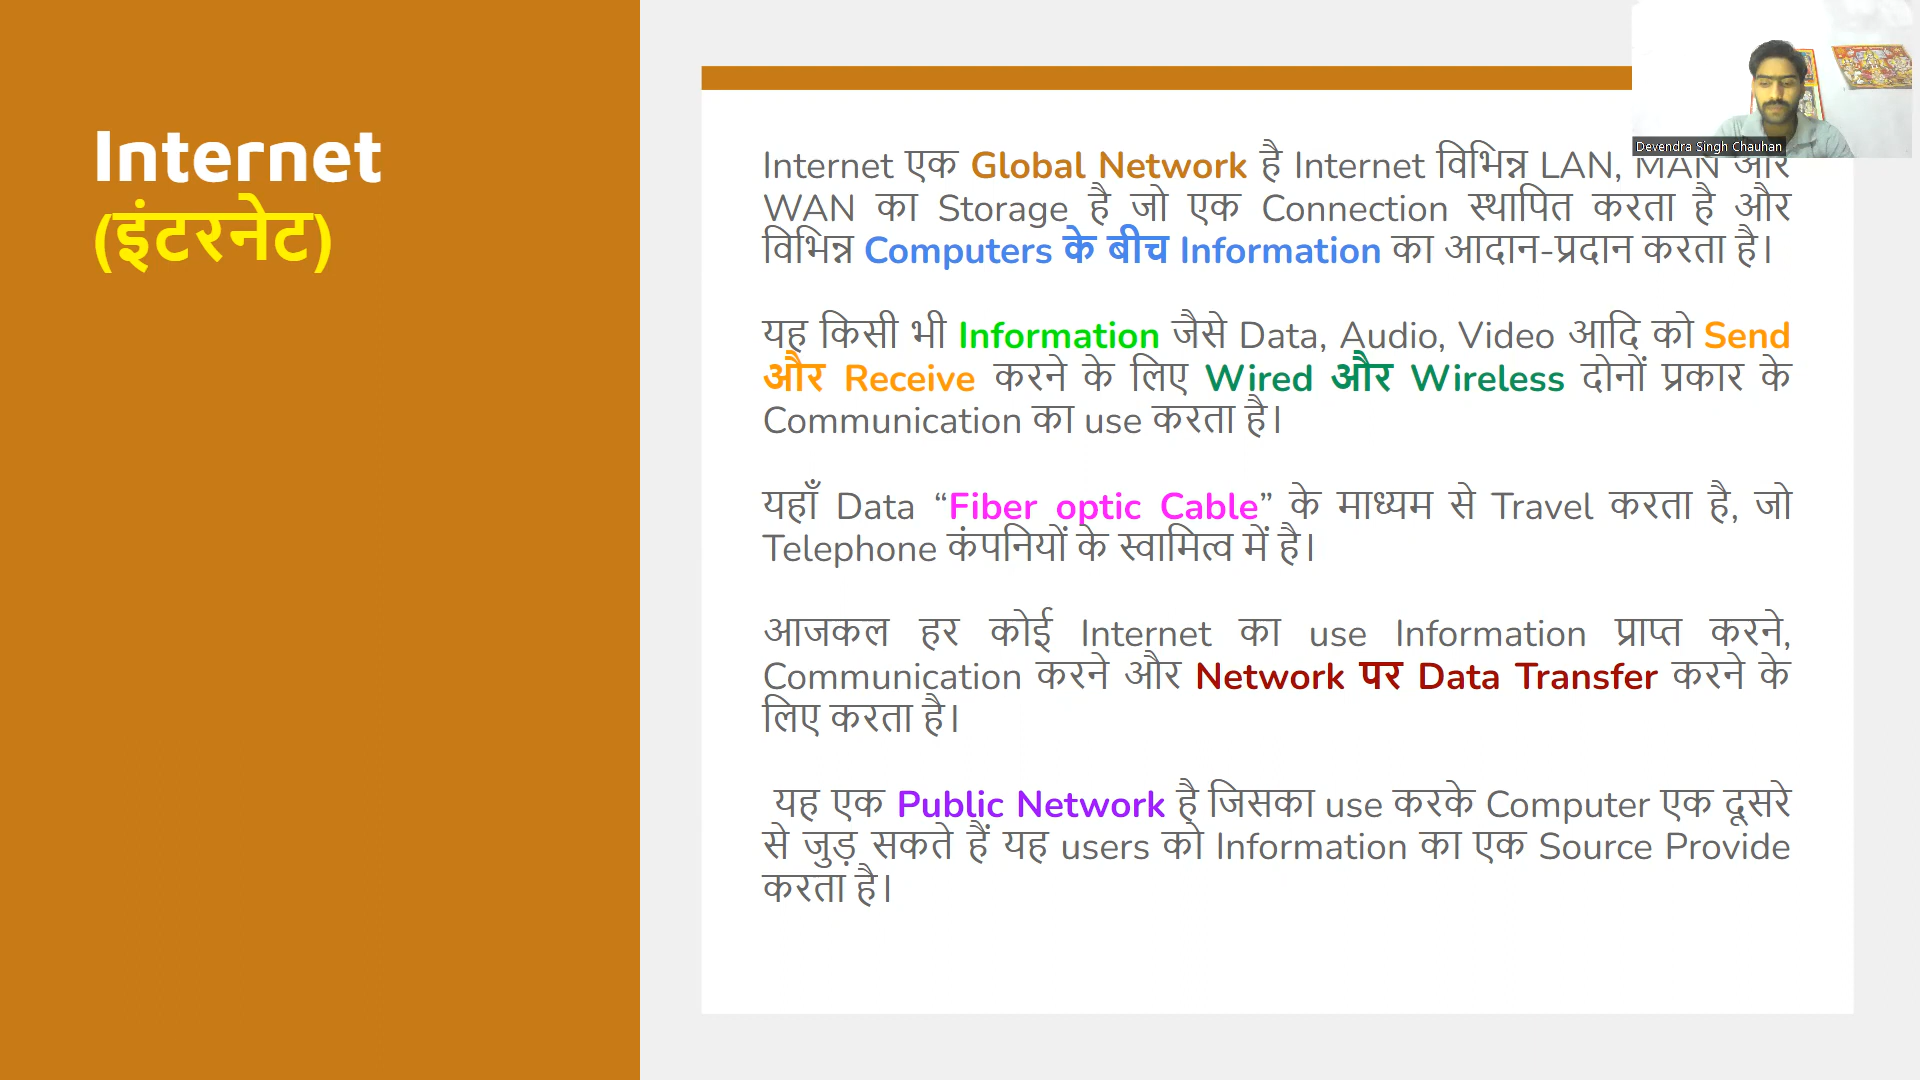 Internet
(इंटरनेट)
Devendra Singh Chauhan
Internet एक Global Network है Internet विभिन्न LAN, MAN और
WAN का Storage है जो एक Connection स्थापित करता है और
विभिन्न Computers के बीच Information का आदान-प्रदान करता है।
यह किसी भी Information जैसे Data, Audio, Video आदि को Send
और Receive करने के लिए Wired और Wireless दोनों प्रकार के
Communication का use करता है।
यहाँ Data “Fiber optic Cable” के माध्यम से Travel करता है, जो
Telephone कंपनियों के स्वामित्व में है।
आजकल हर कोई Internet का use Information प्राप्त करने,
Communication करने और Network पर Data Transfer करने के
लिए करता है।
यह एक Public Network है जिसका use करके Computer एक दूसरे
से जुड़ सकते हैं यह users को Information का एक Source Provide
करता है।